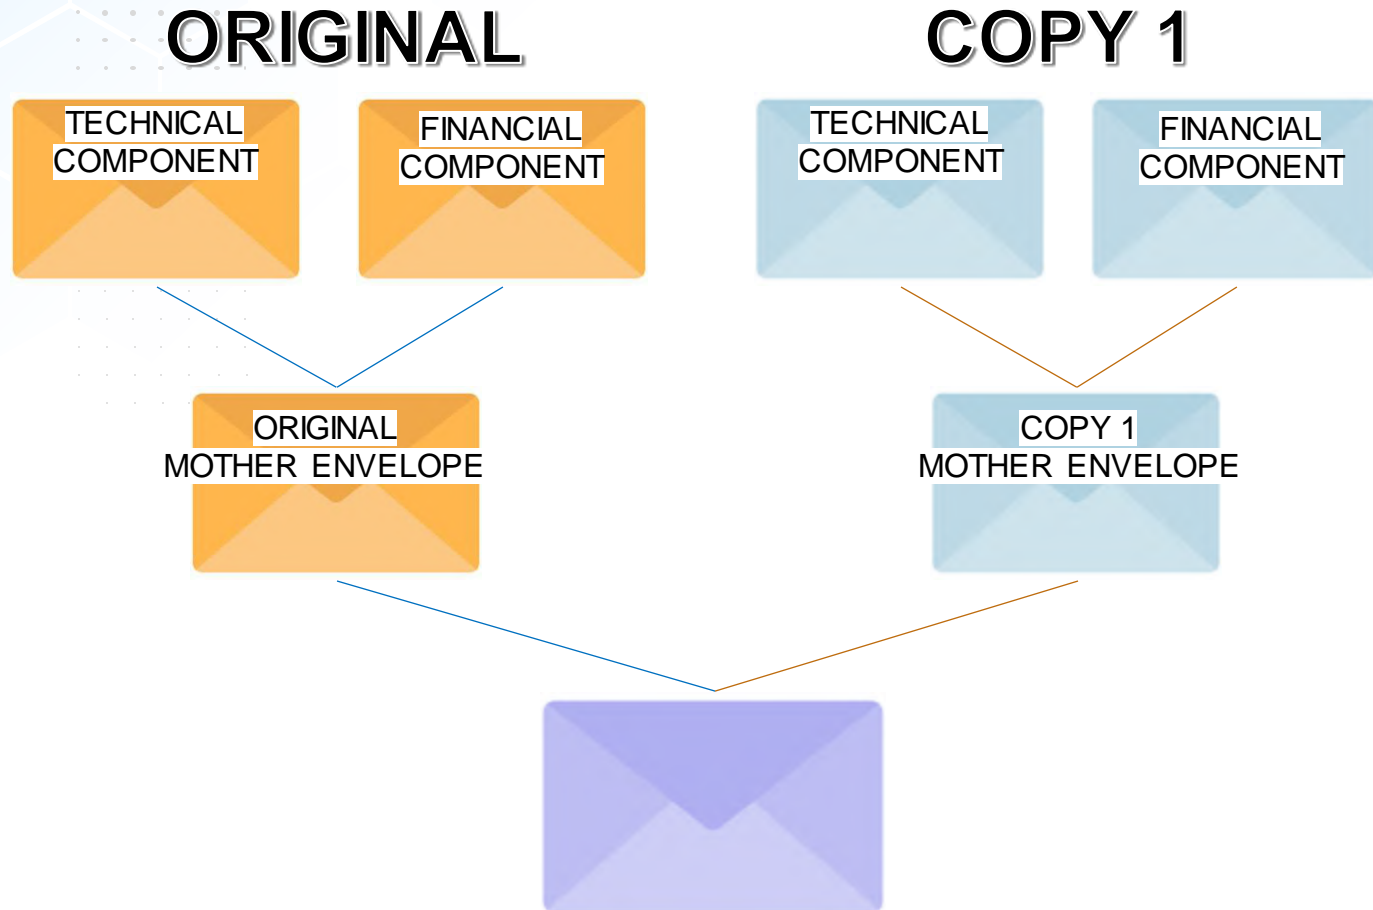 ORIGINAL
COPY 1
TECHNICAL
COMPONENT
FINANCIAL
COMPONENT
TECHNICAL
COMPONENT
FINANCIAL
COMPONENT
ORIGINAL
MOTHER ENVELOPE
COPY 1
MOTHER ENVELOPE